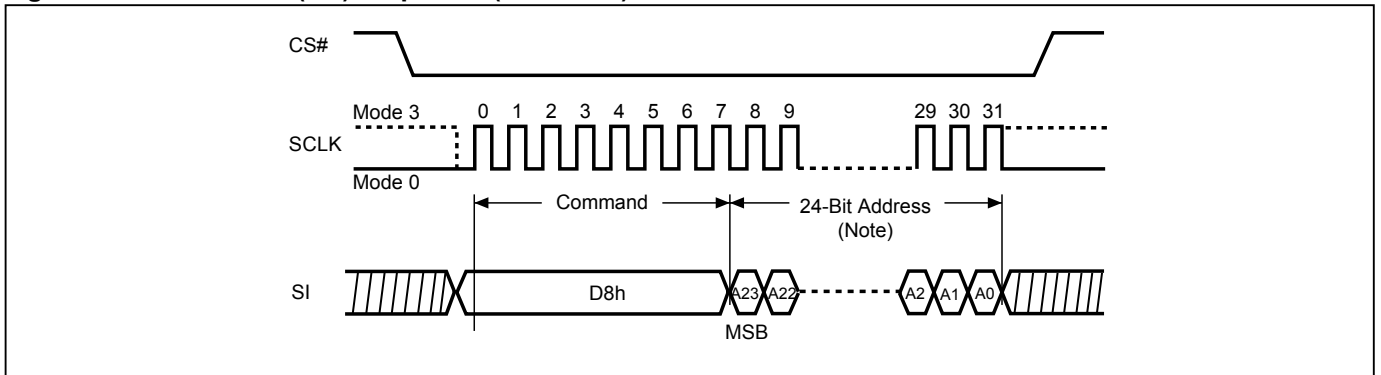 CS#
Mode 3
0 1 2 3 4 5 6 7 8 9 29 30 31
SCLK
Mode 0
Command
24-Bit Address
(Note)
SI
D8h
A23 A22
A2 A1 A0
MSB